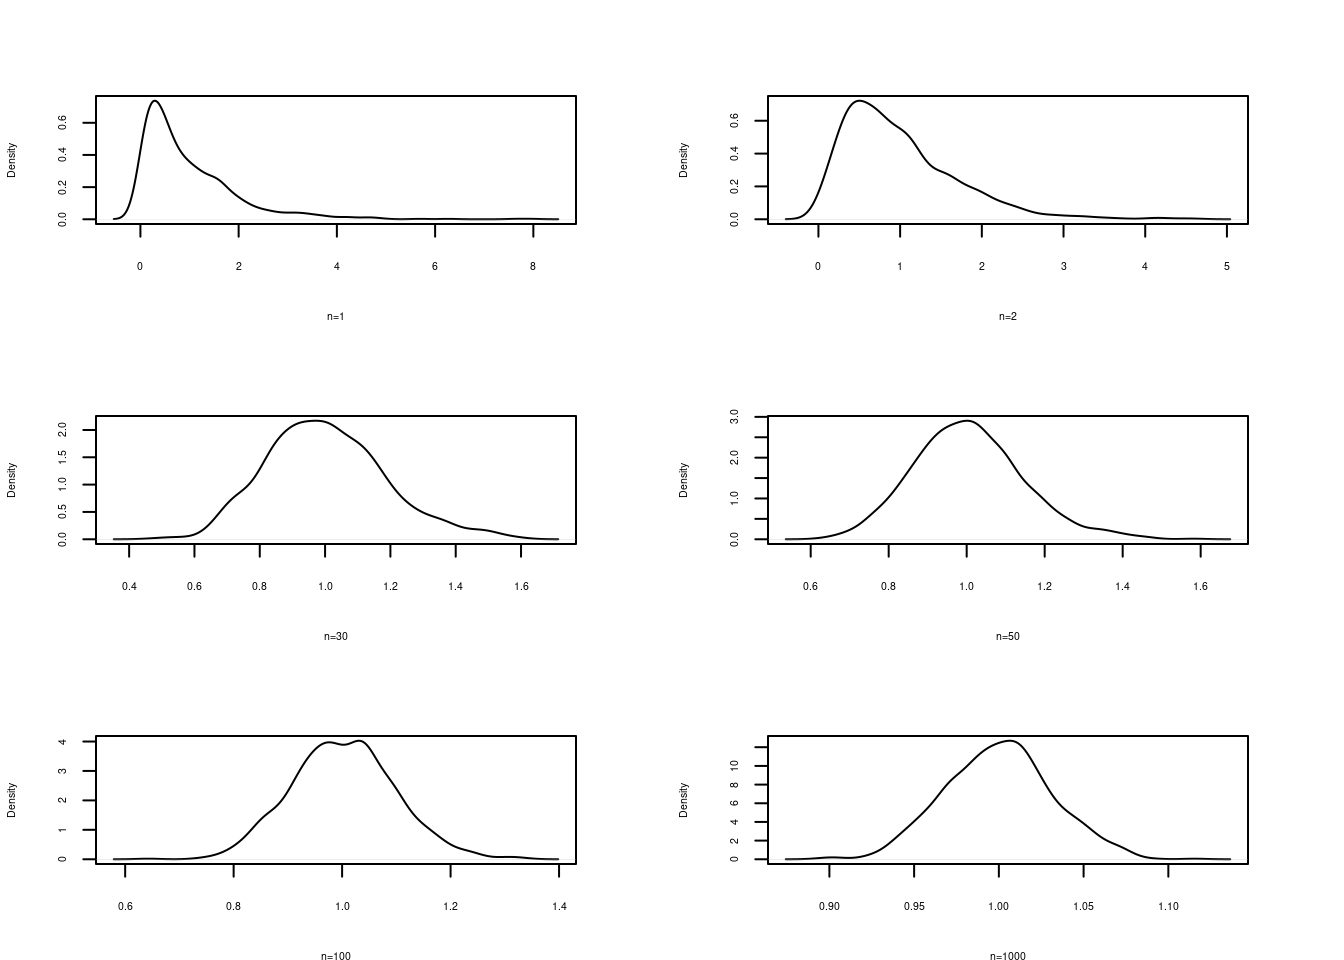 Density
0.0 0.2 0.4 0.6
0 2 4 6 8
n=1
Density
0.0 0.2 0.4 0.6
0 1 2 3 4 5
n=2
Density
0.0 0.5 1.0 1.5 2.0
0.4 0.6 0.8 1.0 1.2 1.4 1.6
n=30
Density
0.0 1.0 2.0 3.0
0.6 0.8 1.0 1.2 1.4 1.6
n=50
Density
0 1 2 3 4
0.6 0.8 1.0 1.2 1.4
n=100
Density
0 2 4 6 8 10
0.90 0.95 1.00 1.05 1.10
n=1000